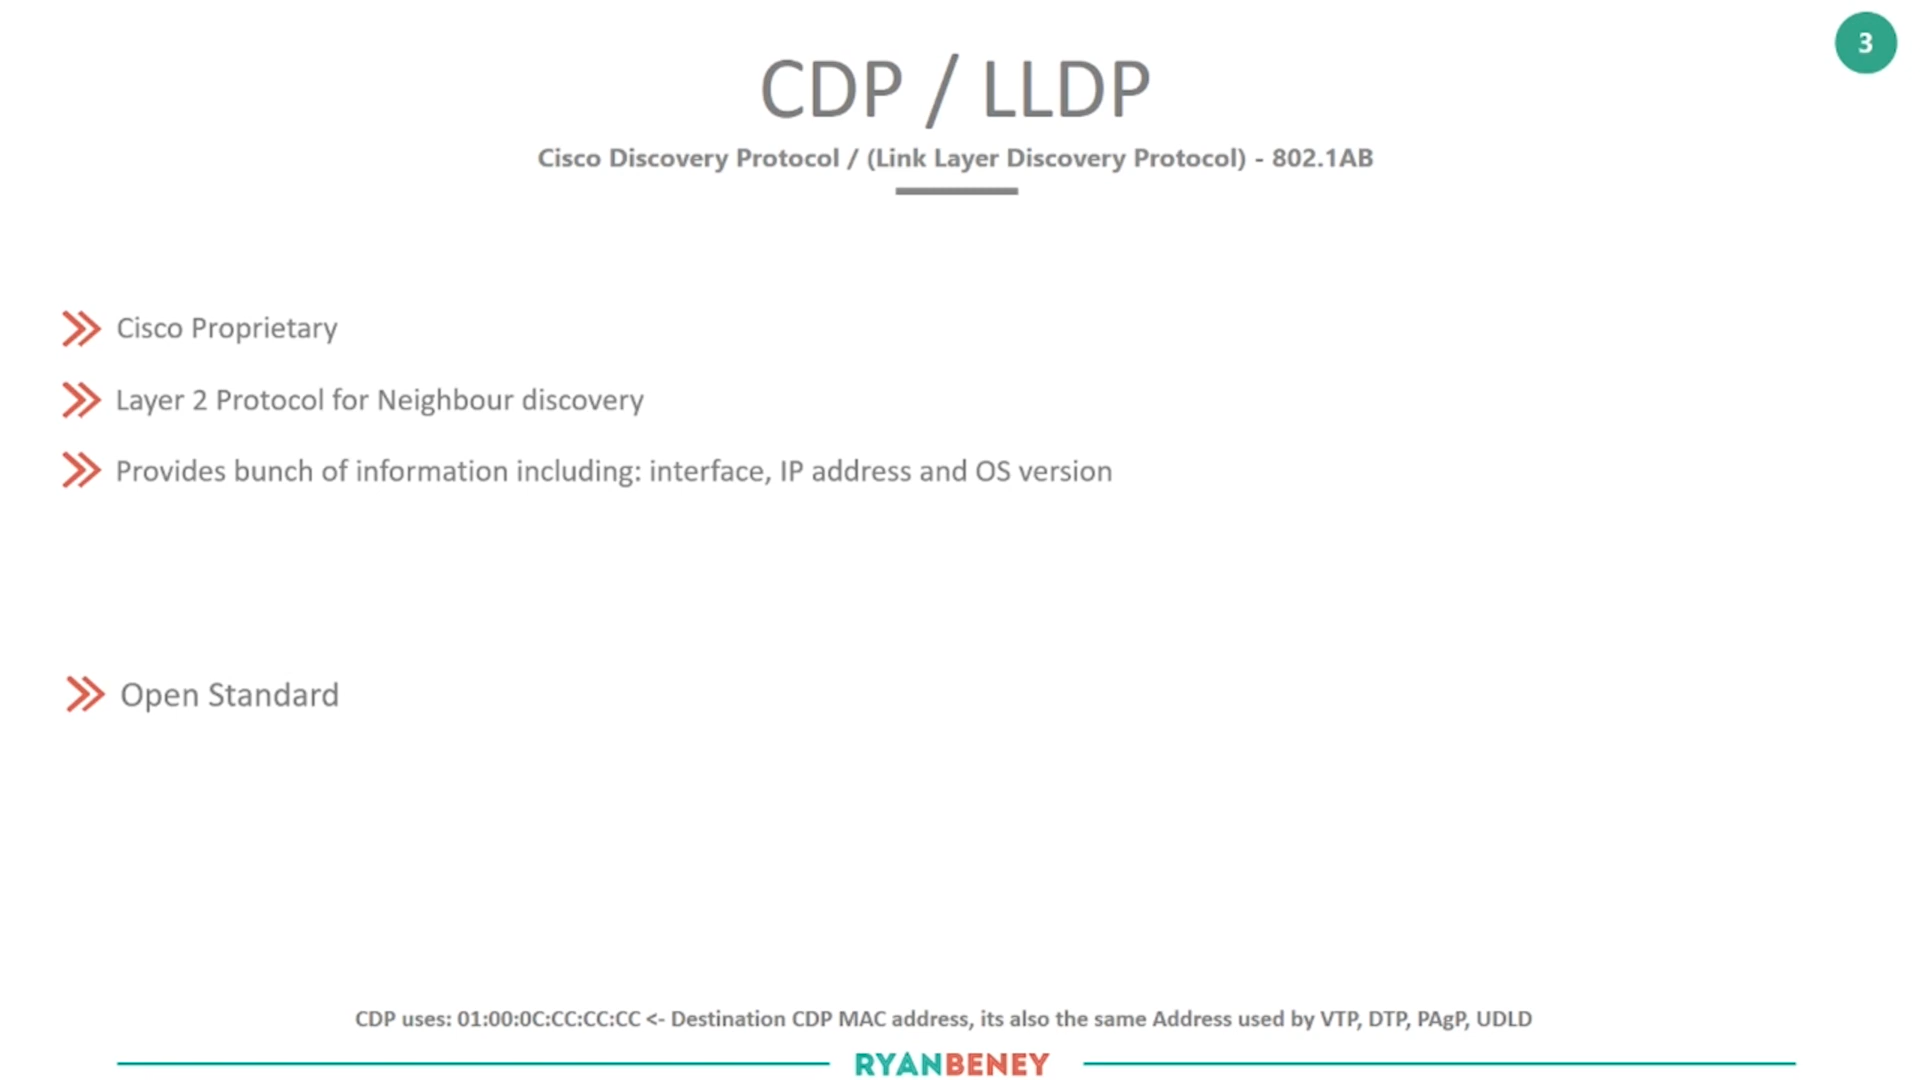 3
CDP / LLDP
Cisco Discovery Protocol / (Link Layer Discovery Protocol) - 802.1AB
Cisco Proprietary
Layer 2 Protocol for Neighbour discovery
Provides bunch of information including: interface, IP address and OS version
Open Standard
CDP uses: 01:00:0C:CC:CC:CC <- Destination CDP MAC address, its also the same Address used by VTP, DTP, PAgP, UDLD
RYANBENEY